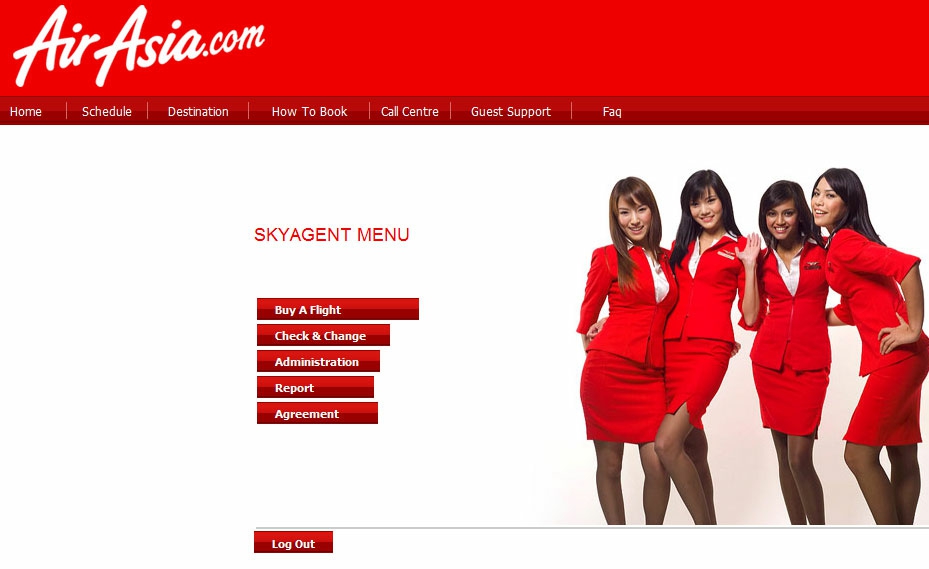 AirAsia.com
Home Schedule Destination How To Book Call Centre Guest Support Faq
SKYAGENT MENU
Buy A Flight
Check & Change
Administration
Report
Agreement
Log Out